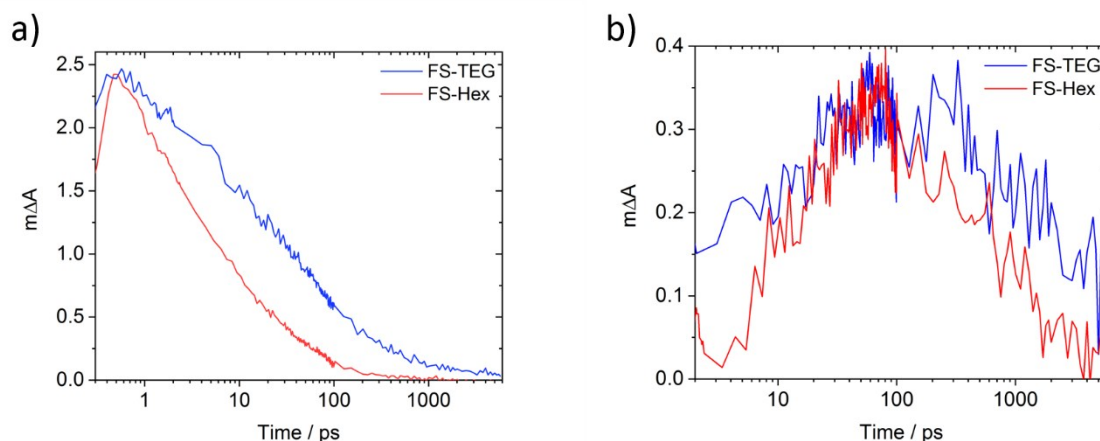 a)
FS-TEG
FS-Hex
2.5
2.0
1.5
1.0
0.5
0.0
mΔA
1 10 100 1000
Time / ps
b)
FS-TEG
FS-Hex
0.4
0.3
0.2
0.1
0.0
mΔA
10 100 1000
Time / ps